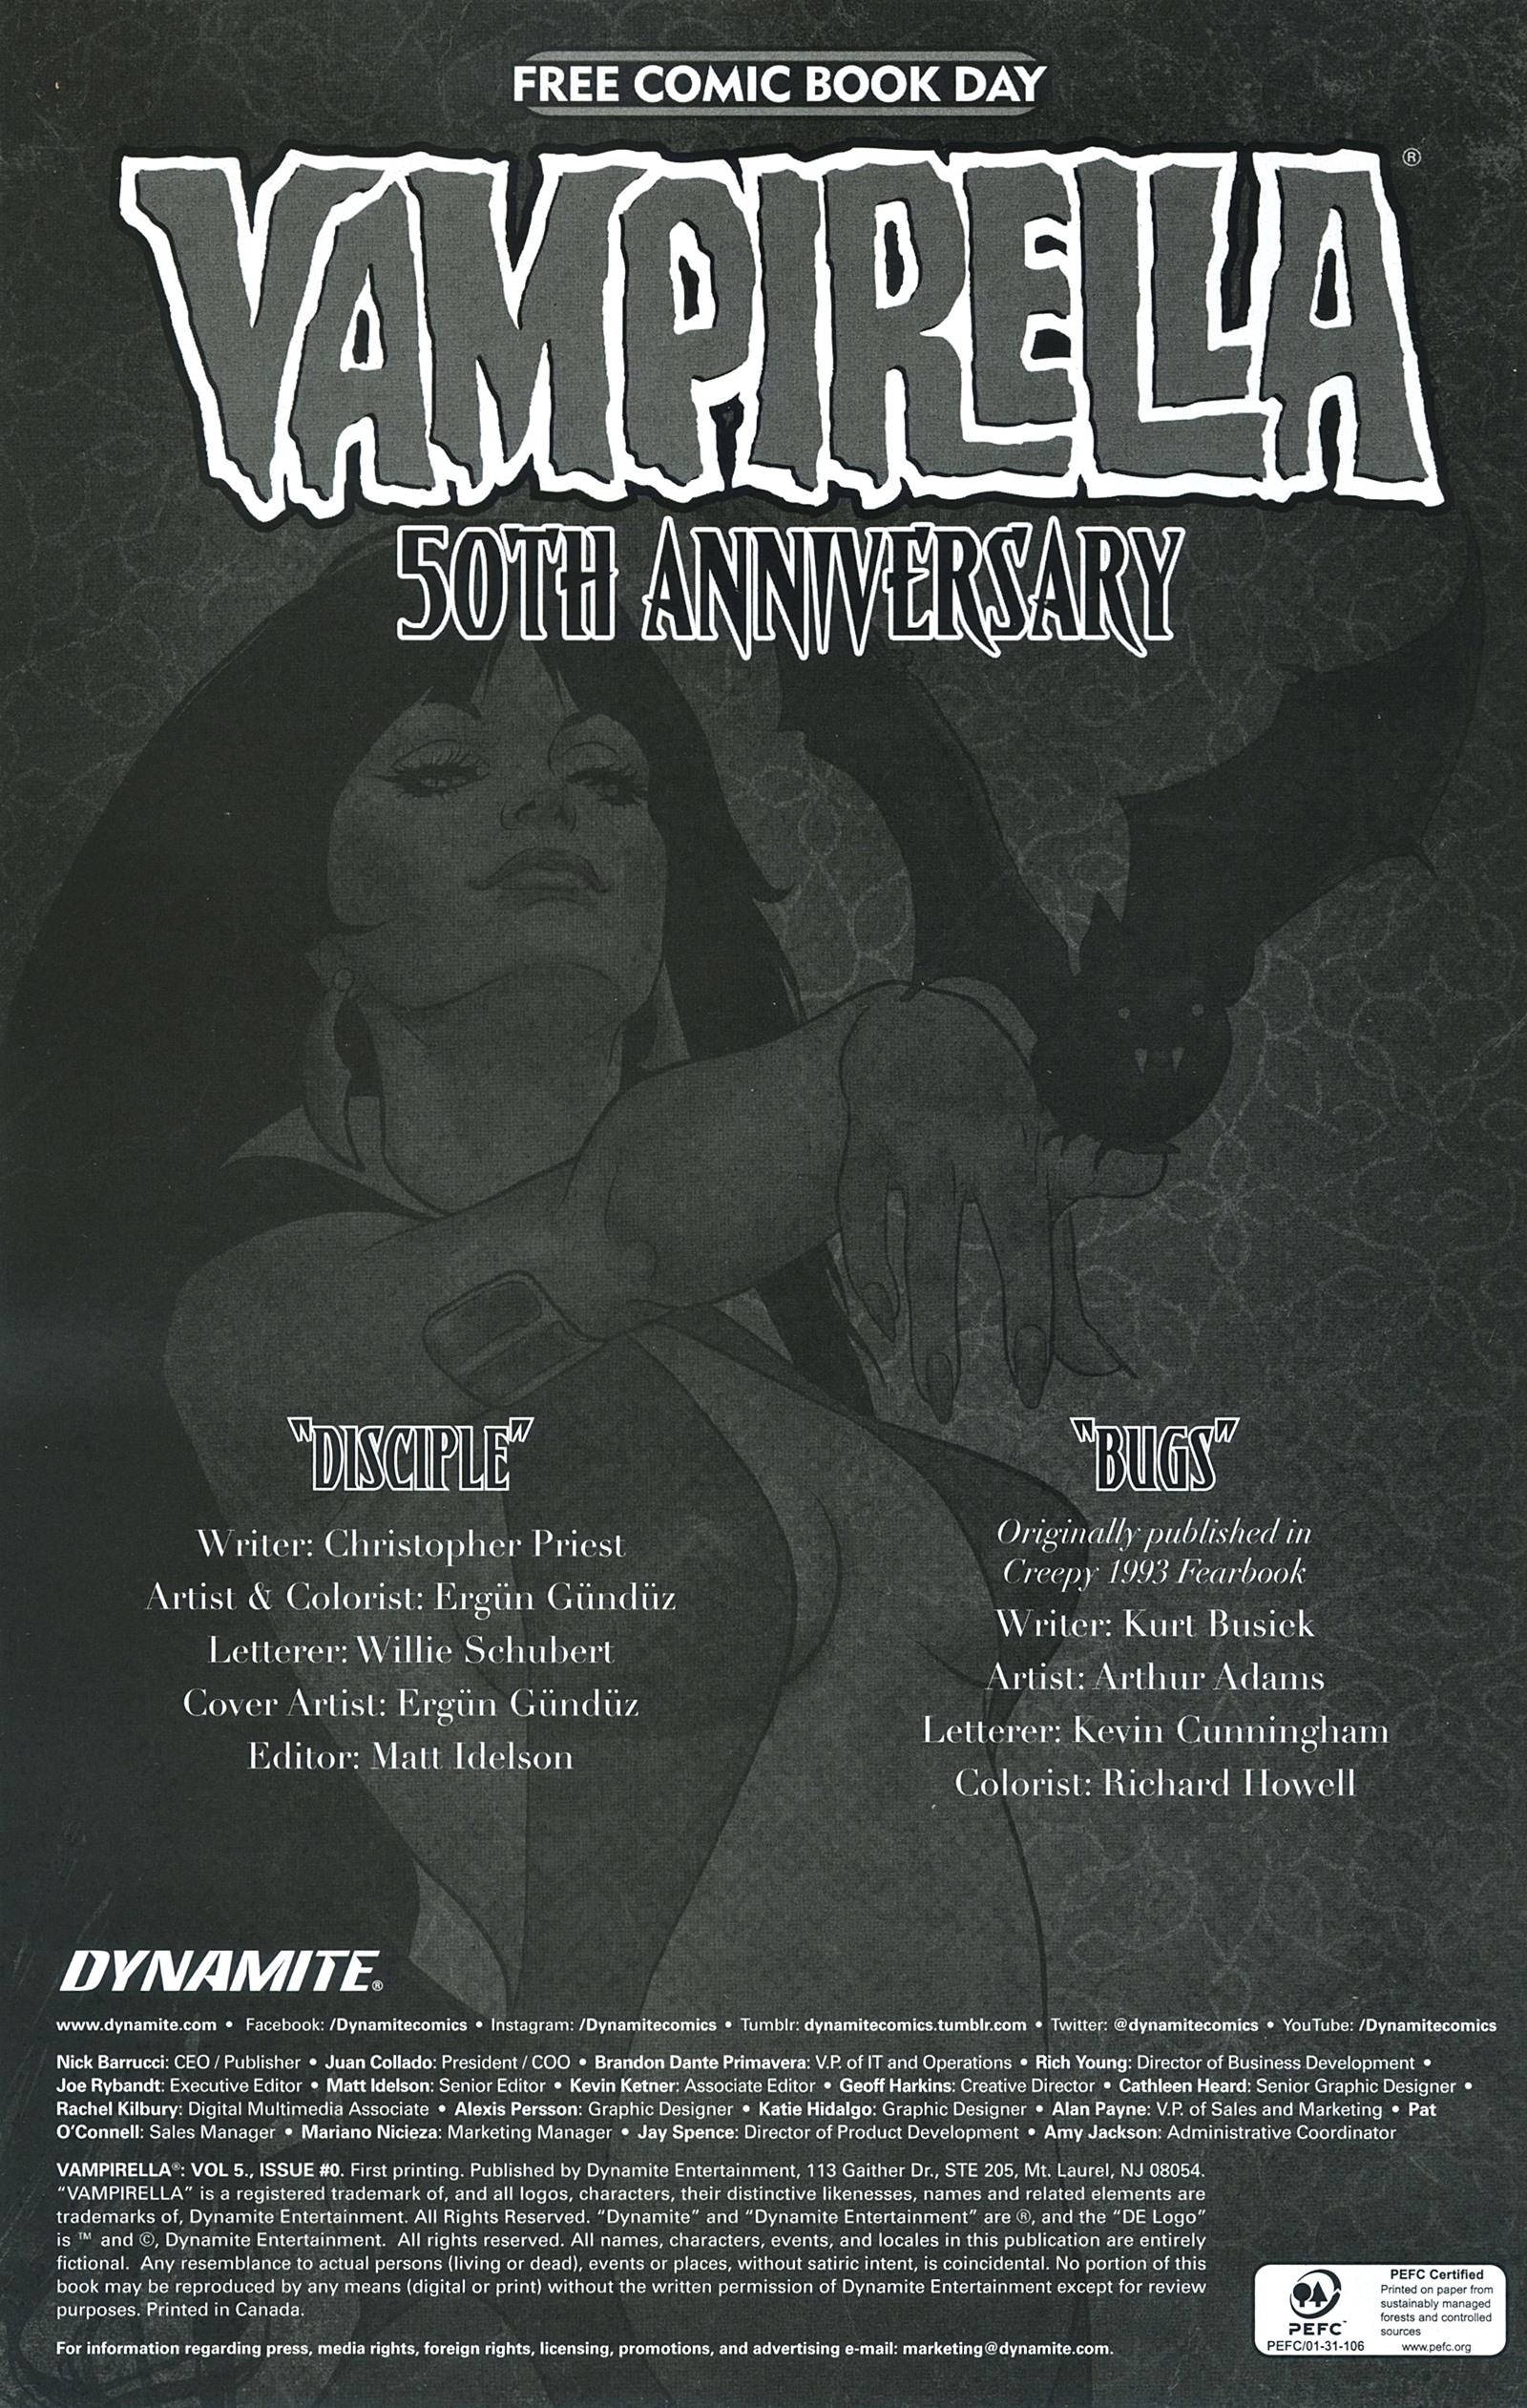 FREE COMIC BOOK DAY
VAMPIRELLA®
50TH ANNIVERSARY
"DISCIPLE"
Writer: Christopher Priest
Artist & Colorist: Ergün Gündüz
Letterer: Willie Schubert
Cover Artist: Ergün Gündüz
Editor: Matt Idelson
"BUGS"
Originally published in
Creepy 1993 Fearbook
Writer: Kurt Busiek
Artist: Arthur Adams
Letterer: Kevin Cunningham
Colorist: Richard Howell
DYNAMITE®
www.dynamite.com • Facebook: /Dynamitecomics • Instagram: /Dynamitecomics • Tumblr: dynamitecomics.tumblr.com • Twitter: @dynamitecomics • YouTube: /Dynamitecomics
Nick Barrucci: CEO / Publisher • Juan Collado: President / COO • Brandon Dante Primavera: V.P. of IT and Operations • Rich Young: Director of Business Development •
Joe Rybandt: Executive Editor • Matt Idelson: Senior Editor • Kevin Ketner: Associate Editor • Geoff Harkins: Creative Director • Cathleen Heard: Senior Graphic Designer •
Rachel Kilbury: Digital Multimedia Associate • Alexis Persson: Graphic Designer • Katie Hidalgo: Graphic Designer • Alan Payne: V.P. of Sales and Marketing • Pat
O'Connell: Sales Manager • Mariano Nicieza: Marketing Manager • Jay Spence: Director of Product Development • Amy Jackson: Administrative Coordinator
VAMPIRELLA®: VOL 5., ISSUE #0. First printing. Published by Dynamite Entertainment, 113 Gaither Dr., STE 205, Mt. Laurel, NJ 08054.
"VAMPIRELLA" is a registered trademark of, and all logos, characters, their distinctive likenesses, names and related elements are
trademarks of, Dynamite Entertainment. All Rights Reserved. "Dynamite" and "Dynamite Entertainment" are ®, and the "DE Logo"
is ™ and ©, Dynamite Entertainment. All rights reserved. All names, characters, events, and locales in this publication are entirely
fictional. Any resemblance to actual persons (living or dead), events or places, without satiric intent, is coincidental. No portion of this
book may be reproduced by any means (digital or print) without the written permission of Dynamite Entertainment except for review
purposes. Printed in Canada.
For information regarding press, media rights, foreign rights, licensing, promotions, and advertising e-mail: marketing@dynamite.com.
PEFC™
PEFC/01-31-106
PEFC Certified
Printed on paper from
sustainably managed
forests and controlled
sources
www.pefc.org